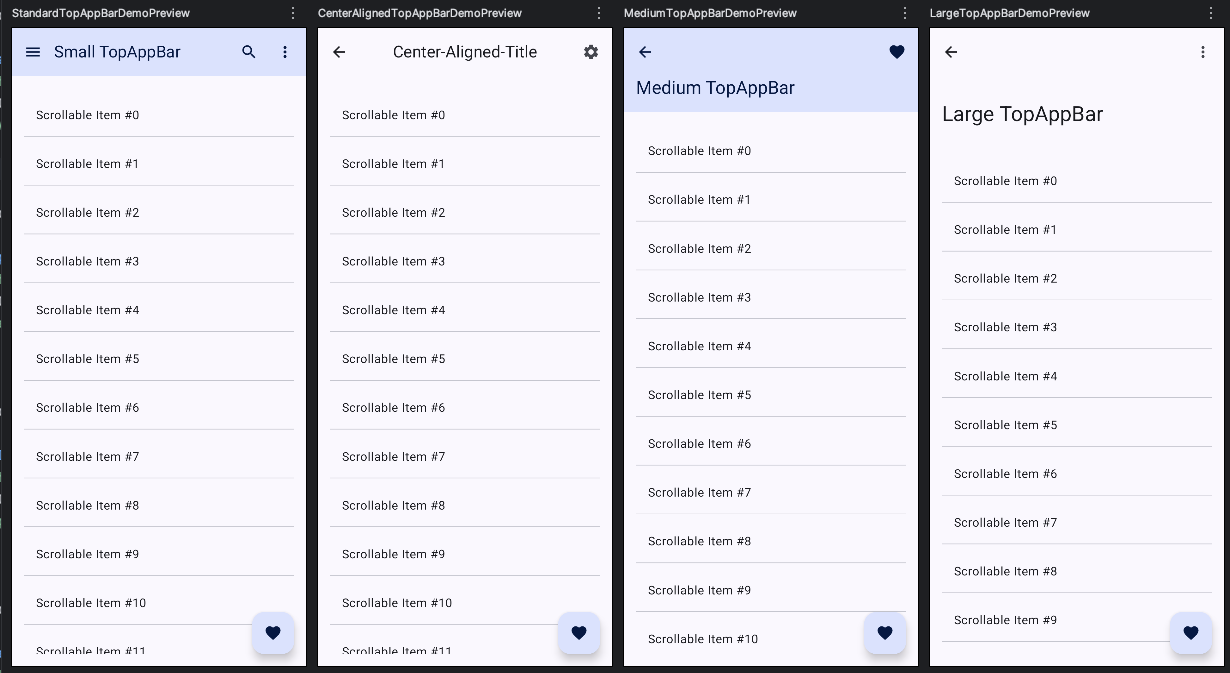 StandardTopAppBarDemoPreview
Small TopAppBar
Scrollable Item #0
Scrollable Item #1
Scrollable Item #2
Scrollable Item #3
Scrollable Item #4
Scrollable Item #5
Scrollable Item #6
Scrollable Item #7
Scrollable Item #8
Scrollable Item #9
Scrollable Item #10
Scrollable Item #11
CenterAlignedTopAppBarDemoPreview
Center-Aligned-Title
Scrollable Item #0
Scrollable Item #1
Scrollable Item #2
Scrollable Item #3
Scrollable Item #4
Scrollable Item #5
Scrollable Item #6
Scrollable Item #7
Scrollable Item #8
Scrollable Item #9
Scrollable Item #10
Scrollable Item #11
MediumTopAppBarDemoPreview
Medium TopAppBar
Scrollable Item #0
Scrollable Item #1
Scrollable Item #2
Scrollable Item #3
Scrollable Item #4
Scrollable Item #5
Scrollable Item #6
Scrollable Item #7
Scrollable Item #8
Scrollable Item #9
Scrollable Item #10
LargeTopAppBarDemoPreview
Large TopAppBar
Scrollable Item #0
Scrollable Item #1
Scrollable Item #2
Scrollable Item #3
Scrollable Item #4
Scrollable Item #5
Scrollable Item #6
Scrollable Item #7
Scrollable Item #8
Scrollable Item #9